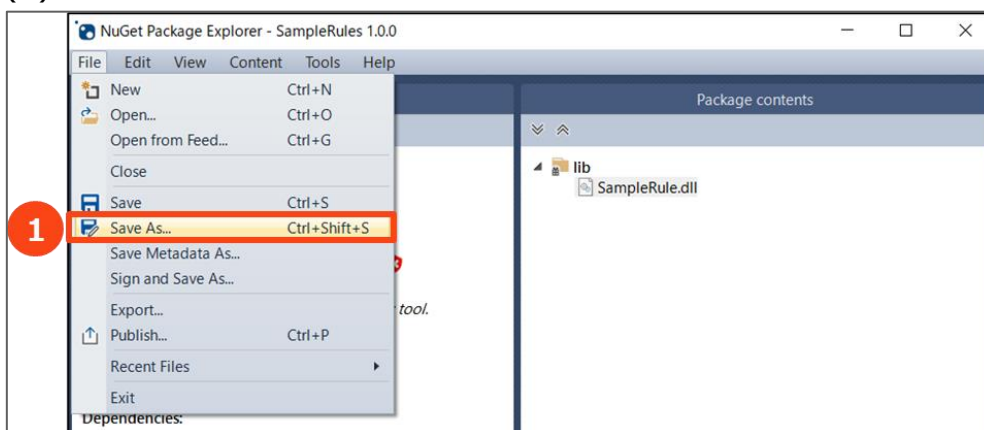 NuGet Package Explorer - SampleRules 1.0.0
File Edit View Content Tools Help
New Ctrl+N
Package contents
Open... Ctrl+O
Open from Feed... Ctrl+G
Close
lib
SampleRule.dll
Save Ctrl+S
1
Save As... Ctrl+Shift+S
Save Metadata As...
Sign and Save As...
Export...
tool.
Publish... Ctrl+P
Recent Files
Exit
Dependencies: